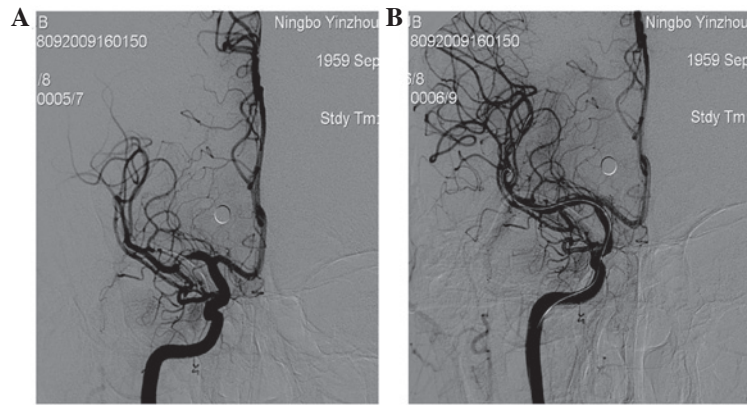 A
B
8092009160150
/8
0005/7
Ningbo Yinzhou
1959 Sep
Stdy Tm:
B
JB
8092009160150
6/8
0006/9
Ningbo Yinzhou
1959 Sep
Stdy Tm